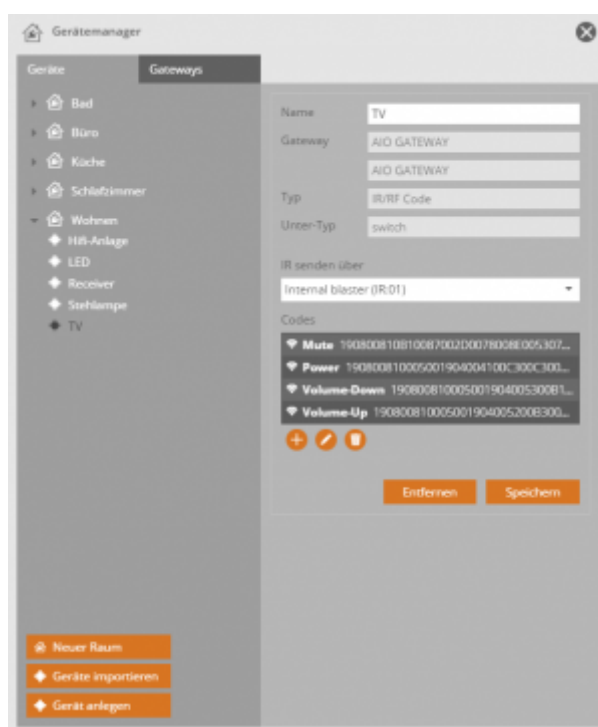 Gerätemanager
Geräte
Gateways
Bad
Büro
Küche
Schlafzimmer
Wohnen
Hifi-Anlage
LED
Receiver
Stehlampe
TV
Name
TV
Gateway
AIO GATEWAY
AIO GATEWAY
Typ
IR/RF Code
Unter-Typ
switch
IR senden über
Internal blaster (IR:01)
Codes
Mute
Power
Volume-Down
Volume-Up
Entfernen
Speichern
Neuer Raum
Geräte importieren
Gerät anlegen